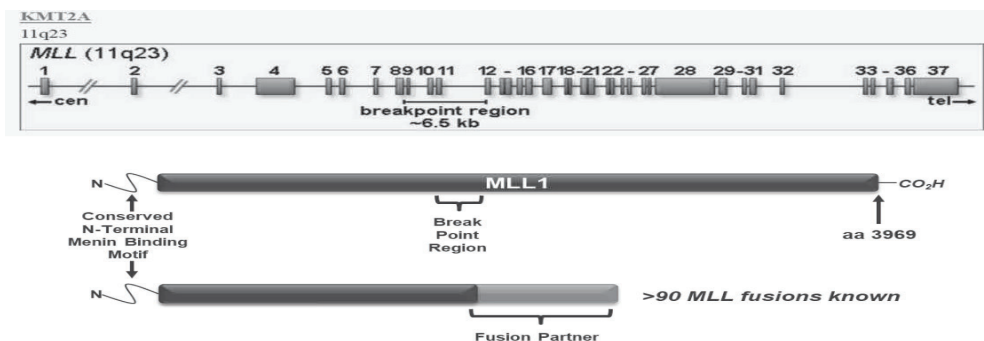 KMT2A
11q23
MLL (11q23)
1 2 3 4 5 6 7 8 9 10 11 12 - 16 17 18 - 21 22 - 27 28 29 - 31 32 33 - 36 37
cen
tel
breakpoint region
~6.5 kb
N
MLL1
CO2H
Conserved
N-Terminal
Menin Binding
Motif
Break
Point
Region
aa 3969
N
>90 MLL fusions known
Fusion Partner